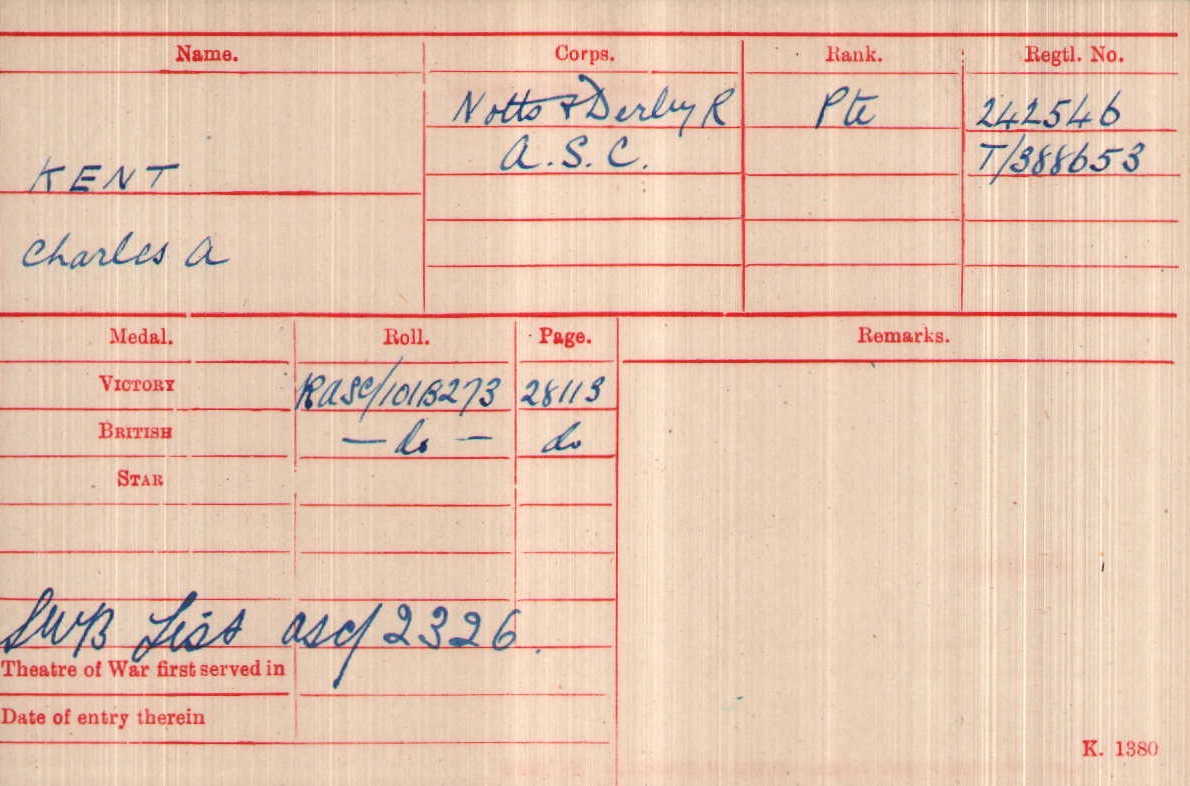 Name. Corps. Rank. Regtl. No.
Notts & Derby R Pte 242546
A.S.C. T/388653
KENT
Charles A
Medal. Roll. Page. Remarks.
VICTORY RASC/101B273 28113
BRITISH — do — do
STAR
SWB List ASC/2326.
Theatre of War first served in
Date of entry therein
K. 1380